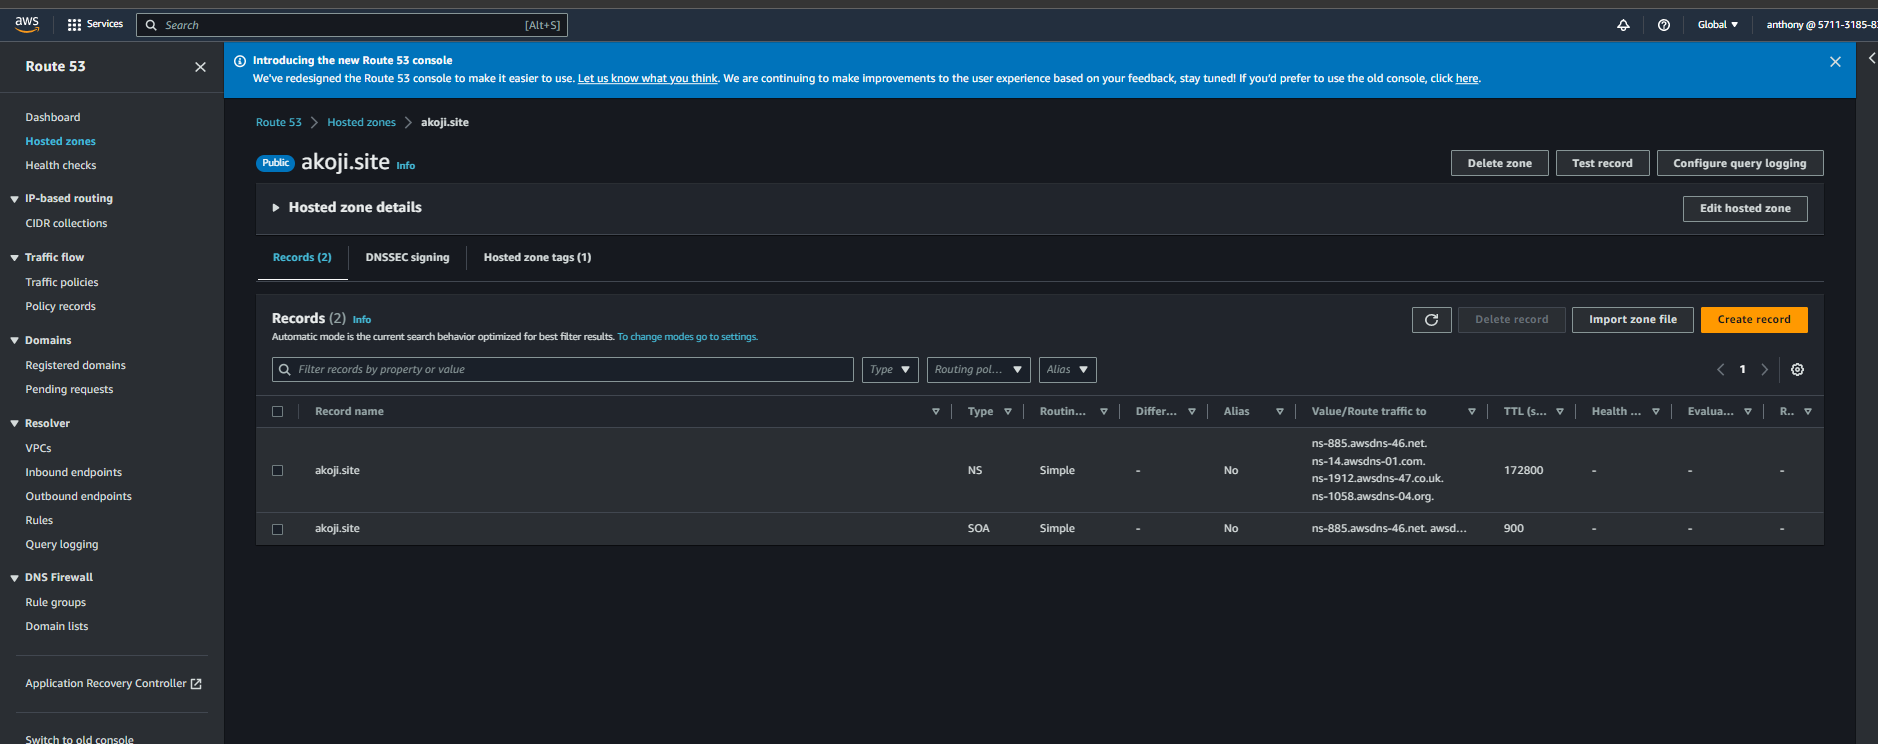 aws
Services
Search
[Alt+S]
Global
anthony @ 5711-3185-83
Route 53
Introducing the new Route 53 console
We've redesigned the Route 53 console to make it easier to use. Let us know what you think. We are continuing to make improvements to the user experience based on your feedback, stay tuned! If you'd prefer to use the old console, click here.
Dashboard
Hosted zones
Health checks
IP-based routing
CIDR collections
Traffic flow
Traffic policies
Policy records
Domains
Registered domains
Pending requests
Resolver
VPCs
Inbound endpoints
Outbound endpoints
Rules
Query logging
DNS Firewall
Rule groups
Domain lists
Application Recovery Controller
Switch to old console
Route 53
Hosted zones
akoji.site
Public
akoji.site
Info
Delete zone
Test record
Configure query logging
Hosted zone details
Edit hosted zone
Records (2)
DNSSEC signing
Hosted zone tags (1)
Records (2)
Info
Automatic mode is the current search behavior optimized for best filter results. To change modes go to settings.
Delete record
Import zone file
Create record
Filter records by property or value
Type
Routing pol...
Alias
1
Record name
Type
Routin...
Differ...
Alias
Value/Route traffic to
TTL (s...
Health ...
Evalua...
R..
akoji.site
NS
Simple
-
No
ns-885.awsdns-46.net.
ns-14.awsdns-01.com.
ns-1912.awsdns-47.co.uk.
ns-1058.awsdns-04.org.
172800
-
-
-
akoji.site
SOA
Simple
-
No
ns-885.awsdns-46.net. awsd...
900
-
-
-